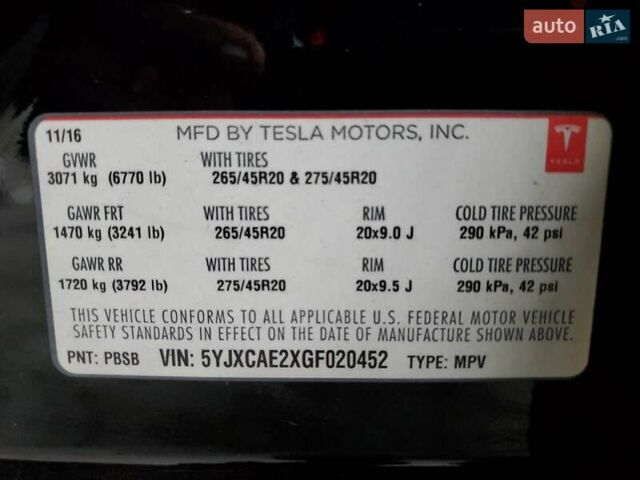 auto RIA.com
11/16 MFD BY TESLA MOTORS, INC.
TESLA
GVWR WITH TIRES
3071 kg (6770 lb) 265/45R20 & 275/45R20
GAWR FRT WITH TIRES RIM COLD TIRE PRESSURE
1470 kg (3241 lb) 265/45R20 20x9.0 J 290 kPa, 42 psi
GAWR RR WITH TIRES RIM COLD TIRE PRESSURE
1720 kg (3792 lb) 275/45R20 20x9.5 J 290 kPa, 42 psi
THIS VEHICLE CONFORMS TO ALL APPLICABLE U.S. FEDERAL MOTOR VEHICLE
SAFETY STANDARDS IN EFFECT ON THE DATE OF MANUFACTURE SHOWN ABOVE.
PNT: PBSB VIN: 5YJXCAE2XGF020452 TYPE: MPV